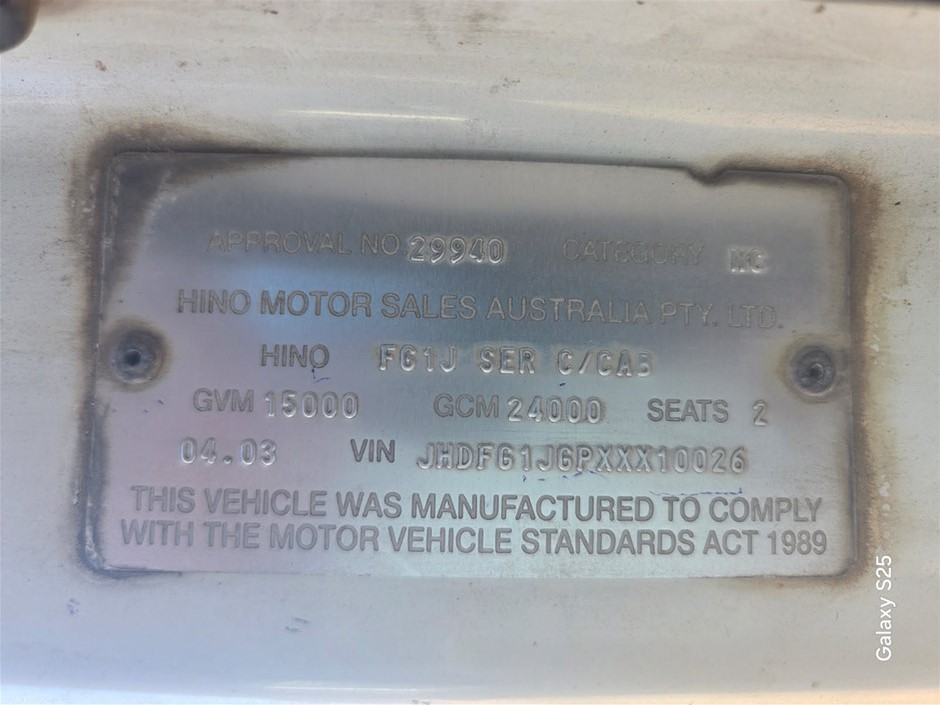 APPROVAL NO 29940 CATEGORY NC
HINO MOTOR SALES AUSTRALIA PTY. LTD.
HINO FG1J SER C/CAB
GVM 15000 GCM 24000 SEATS 2
04.03 VIN JHDFG1JGPXXX10026
THIS VEHICLE WAS MANUFACTURED TO COMPLY
WITH THE MOTOR VEHICLE STANDARDS ACT 1989
Galaxy S25